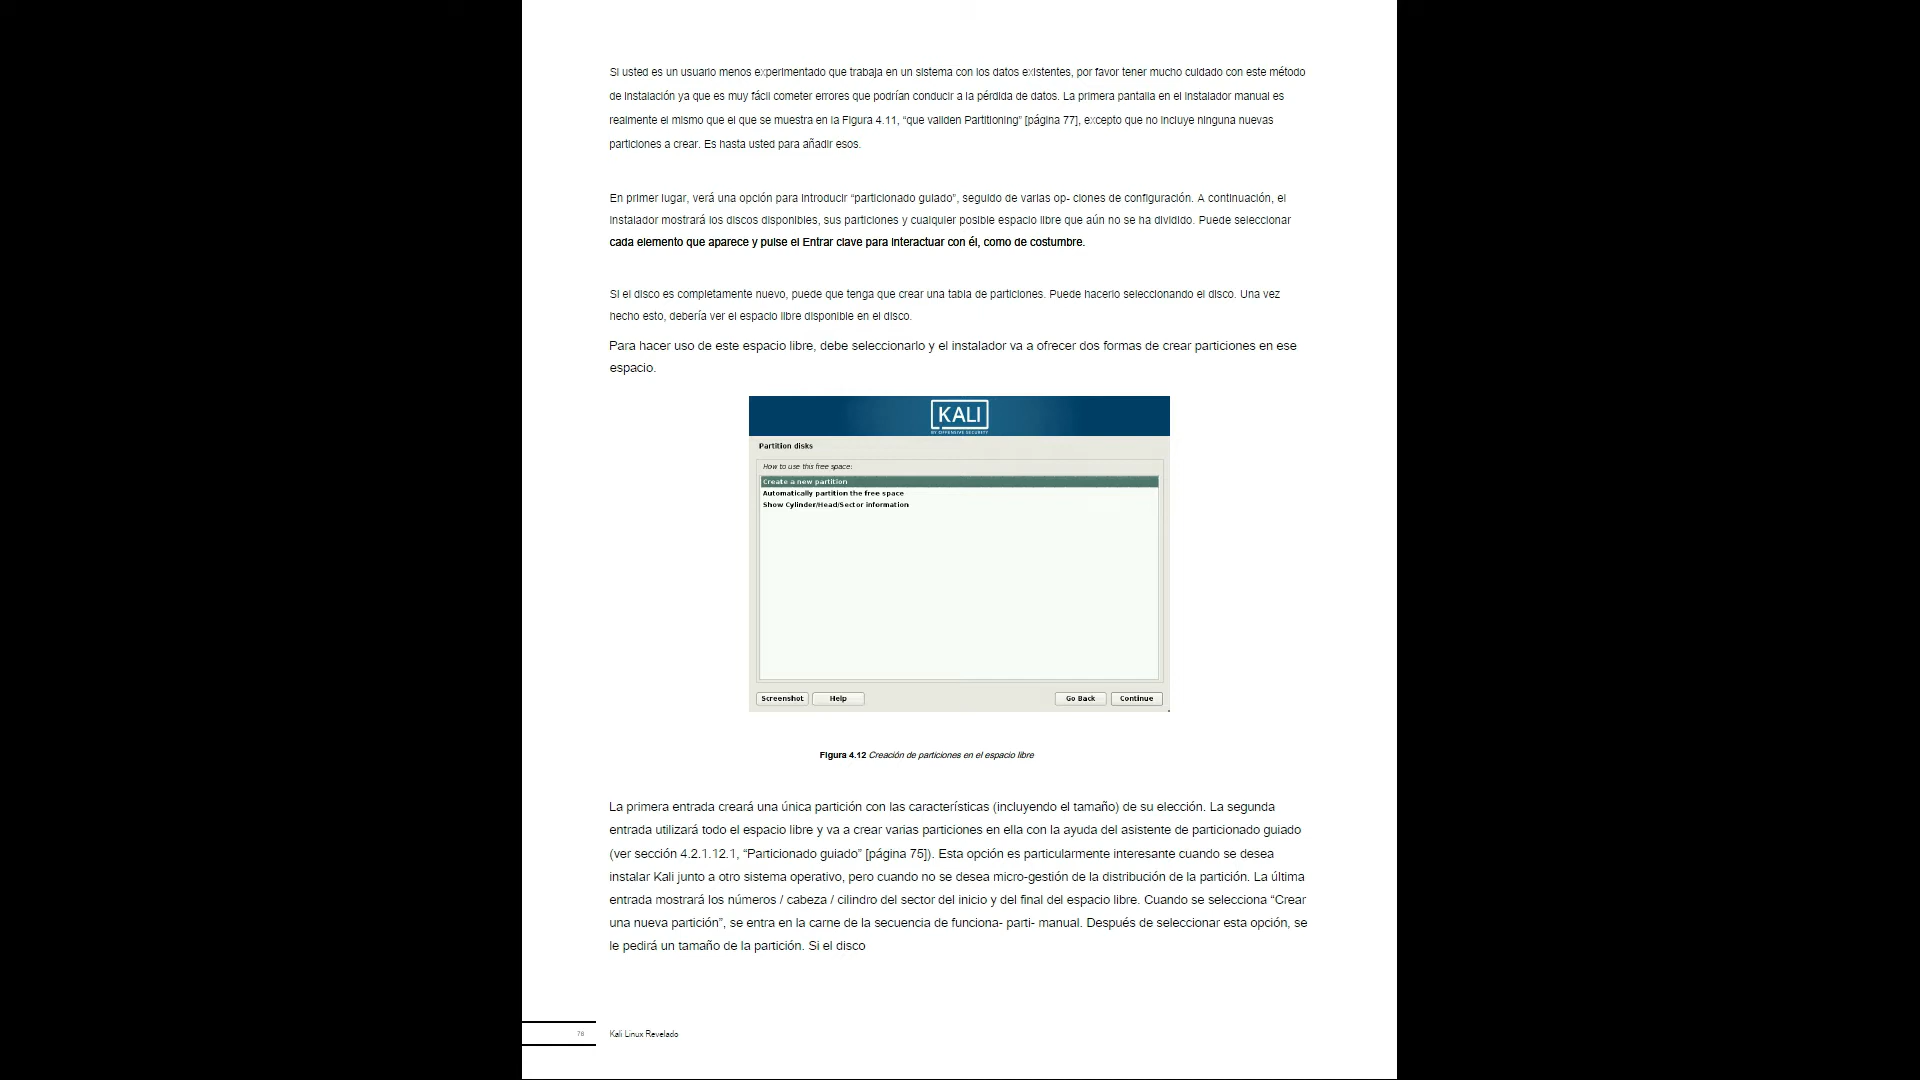 Si usted es un usuario menos experimentado que trabaja en un sistema con los datos existentes, por favor tener mucho cuidado con este método
de instalación ya que es muy fácil cometer errores que podrían conducir a la pérdida de datos. La primera pantalla en el instalador manual es
realmente el mismo que el que se muestra en la Figura 4.11, “que validen Partitioning” [página 77], excepto que no incluye ninguna nuevas
particiones a crear. Es hasta usted para añadir esos.
En primer lugar, verá una opción para introducir “particionado guiado”, seguido de varias op- ciones de configuración. A continuación, el
instalador mostrará los discos disponibles, sus particiones y cualquier posible espacio libre que aún no se ha dividido. Puede seleccionar
cada elemento que aparece y pulse el Entrar clave para interactuar con él, como de costumbre.
Si el disco es completamente nuevo, puede que tenga que crear una tabla de particiones. Puede hacerlo seleccionando el disco. Una vez
hecho esto, debería ver el espacio libre disponible en el disco.
Para hacer uso de este espacio libre, debe seleccionarlo y el instalador va a ofrecer dos formas de crear particiones en ese
espacio.
KALI
BY OFFENSIVE SECURITY
Partition disks
How to use this free space:
Create a new partition
Automatically partition the free space
Show Cylinder/Head/Sector information
Screenshot Help Go Back Continue
Figura 4.12 Creación de particiones en el espacio libre
La primera entrada creará una única partición con las características (incluyendo el tamaño) de su elección. La segunda
entrada utilizará todo el espacio libre y va a crear varias particiones en ella con la ayuda del asistente de particionado guiado
(ver sección 4.2.1.12.1, “Particionado guiado” [página 75]). Esta opción es particularmente interesante cuando se desea
instalar Kali junto a otro sistema operativo, pero cuando no se desea micro-gestión de la distribución de la partición. La última
entrada mostrará los números / cabeza / cilindro del sector del inicio y del final del espacio libre. Cuando se selecciona “Crear
una nueva partición”, se entra en la carne de la secuencia de funciona- parti- manual. Después de seleccionar esta opción, se
le pedirá un tamaño de la partición. Si el disco
78 Kali Linux Revelado